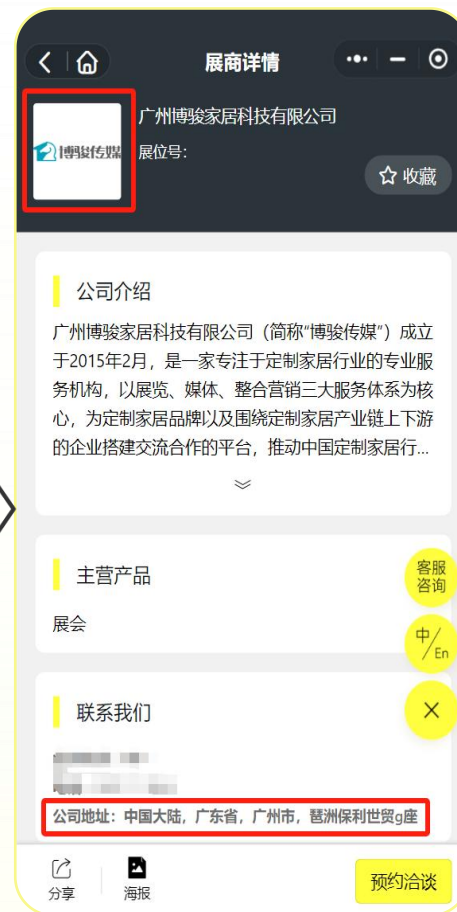 展商详情
广州博骏家居科技有限公司
博骏传媒
展位号：
收藏
公司介绍
广州博骏家居科技有限公司（简称“博骏传媒”）成立
于2015年2月，是一家专注于定制家居行业的专业服
务机构，以展览、媒体、整合营销三大服务体系为核
心，为定制家居品牌以及围绕定制家居产业链上下游
的企业搭建交流合作的平台，推动中国定制家居行...
主营产品
展会
客服
咨询
中/En
联系我们
公司地址：中国大陆，广东省，广州市，琶洲保利世贸g座
分享
海报
预约洽谈